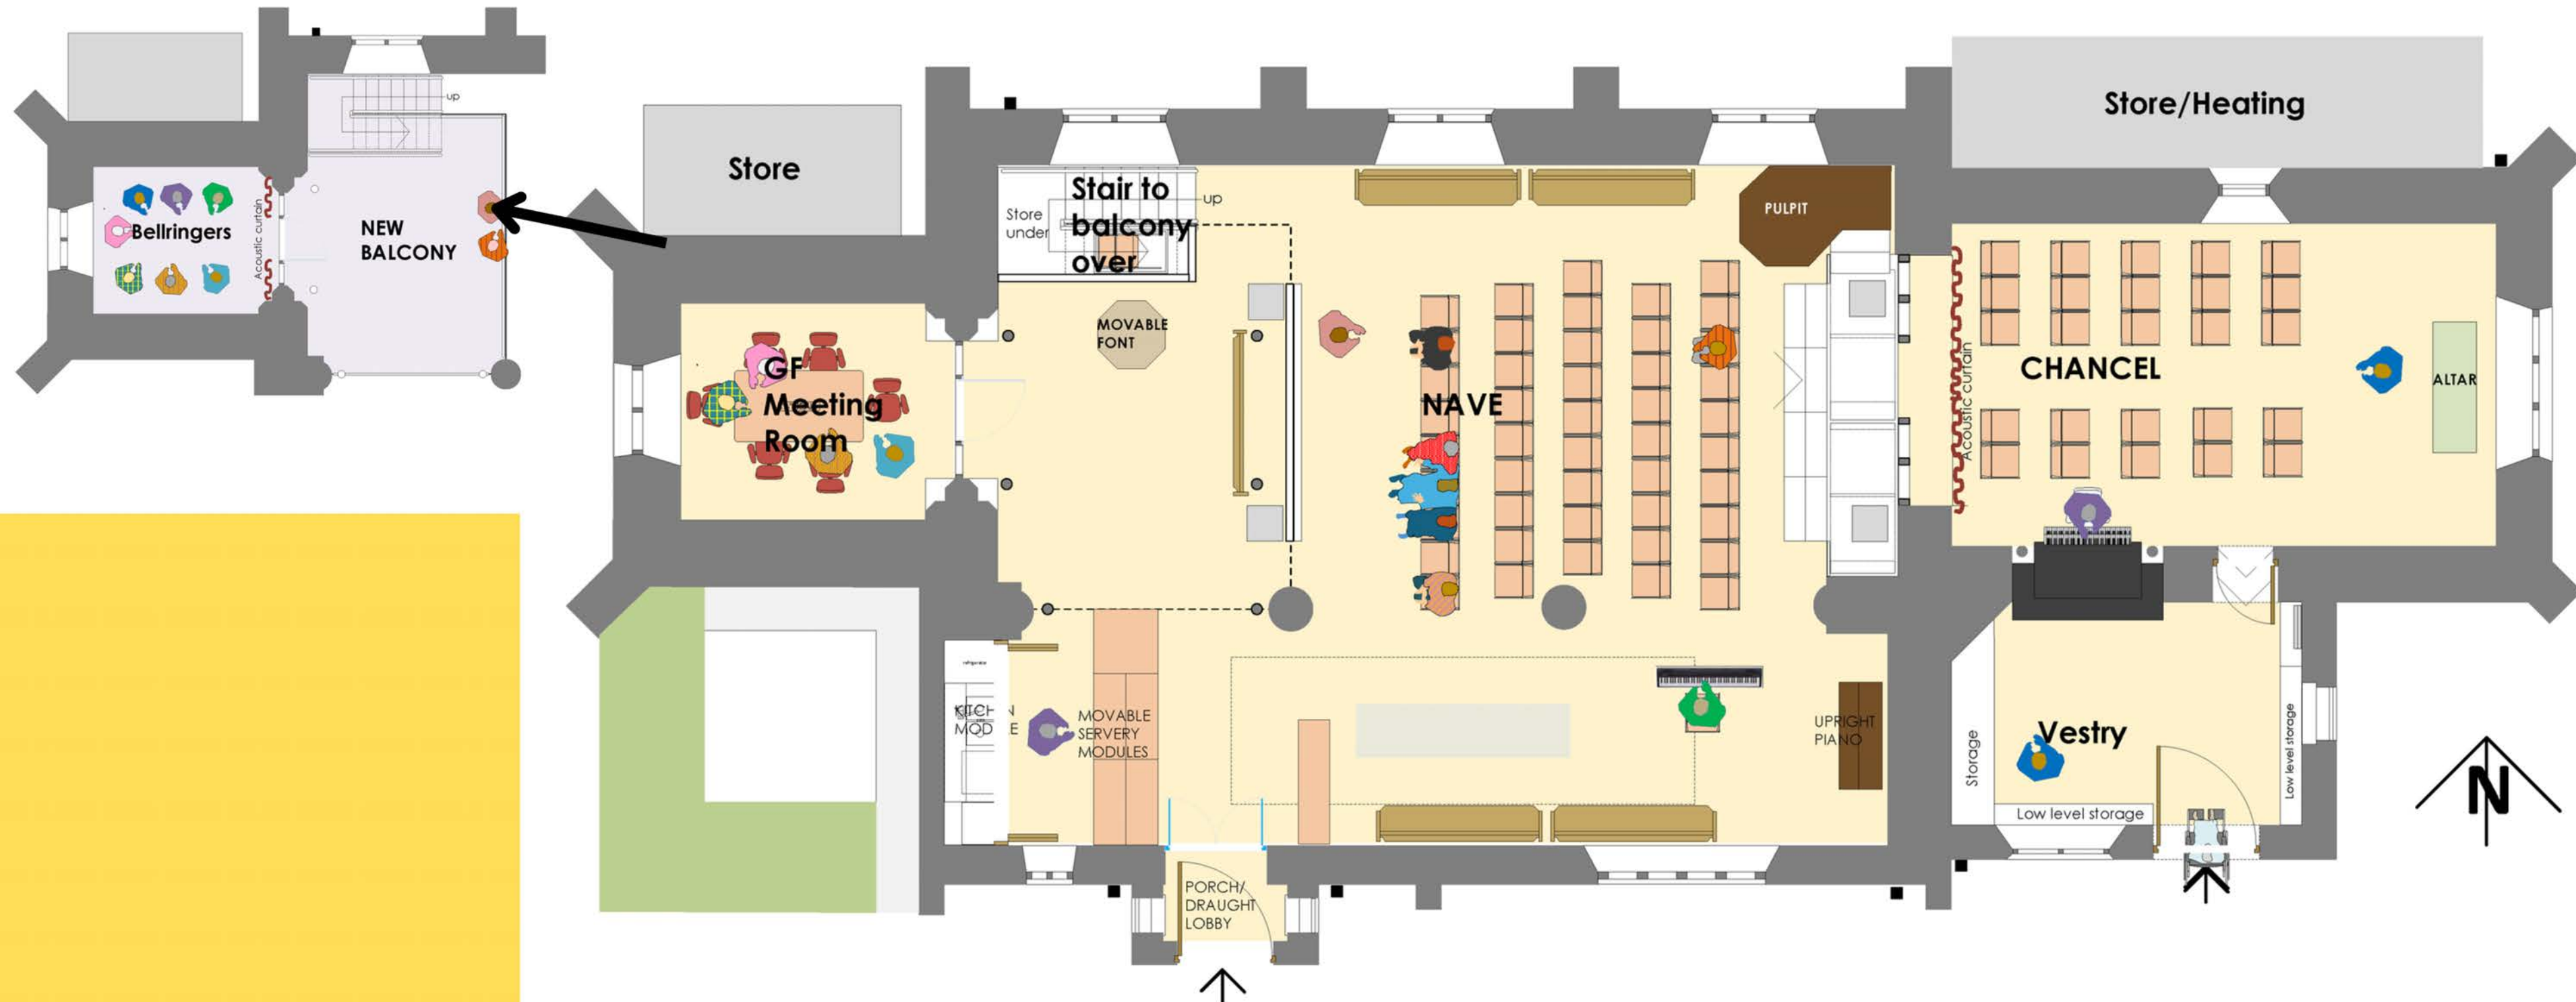 up
Bellringers
Acoustic curtain
NEW
BALCONY
Store
Stair to
balcony
over
Store
under
up
MOVABLE
FONT
GF
Meeting
Room
NAVE
PULPIT
Store/Heating
Acoustic curtain
CHANCEL
ALTAR
refrigerator
MOVABLE
SERVERY
MODULES
UPRIGHT
PIANO
PORCH/
DRAUGHT
LOBBY
Storage
Vestry
Low level storage
Low level storage
N